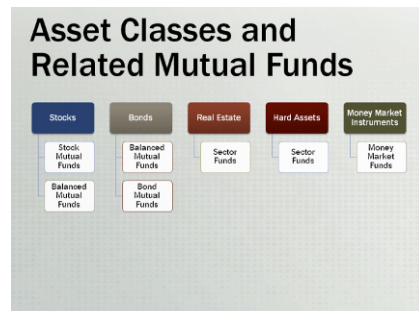 Asset Classes and
Related Mutual Funds
Stocks
Stock
Mutual
Funds
Balanced
Mutual
Funds
Bonds
Balanced
Mutual
Funds
Bond
Mutual
Funds
Real Estate
Sector
Funds
Hard Assets
Sector
Funds
Money Market
Instruments
Money
Market
Funds